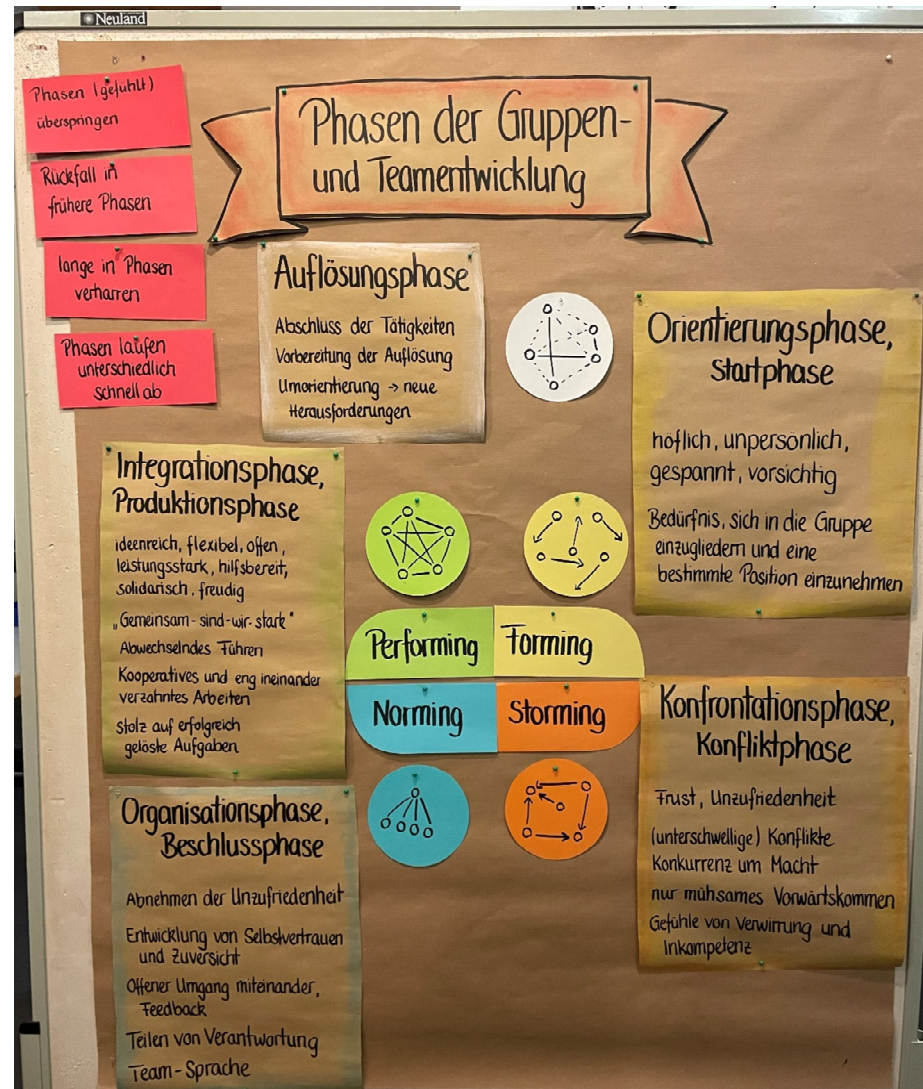 Neuland
Phasen (gefühlt)
überspringen
Rückfall in
frühere Phasen
lange in Phasen
verharren
Phasen laufen
unterschiedlich
schnell ab
Phasen der Gruppen-
und Teamentwicklung
Auflösungsphase
Abschluss der Tätigkeiten
Vorbereitung der Auflösung
Umorientierung → neue
Herausforderungen
Orientierungsphase,
Startphase
höflich, unpersönlich,
gespannt, vorsichtig
Bedürfnis, sich in die Gruppe
einzugliedern und eine
bestimmte Position einzunehmen
Integrationsphase,
Produktionsphase
ideenreich, flexibel, offen,
leistungsstark, hilfsbereit,
solidarisch, freudig
„Gemeinsam-sind-wir-stark"
Abwechselndes Führen
Kooperatives und eng ineinander
verzahntes Arbeiten
Stolz auf erfolgreich
gelöste Aufgaben
Performing
Forming
Norming
Storming
Konfrontationsphase,
Konfliktphase
Frust, Unzufriedenheit
(unterschwellige) Konflikte
Konkurrenz um Macht
nur mühsames Vorwärtskommen
Gefühle von Verwirrung und
Inkompetenz
Organisationsphase,
Beschlussphase
Abnehmen der Unzufriedenheit
Entwicklung von Selbstvertrauen
und Zuversicht
Offener Umgang miteinander,
Feedback
Teilen von Verantwortung
Team-Sprache